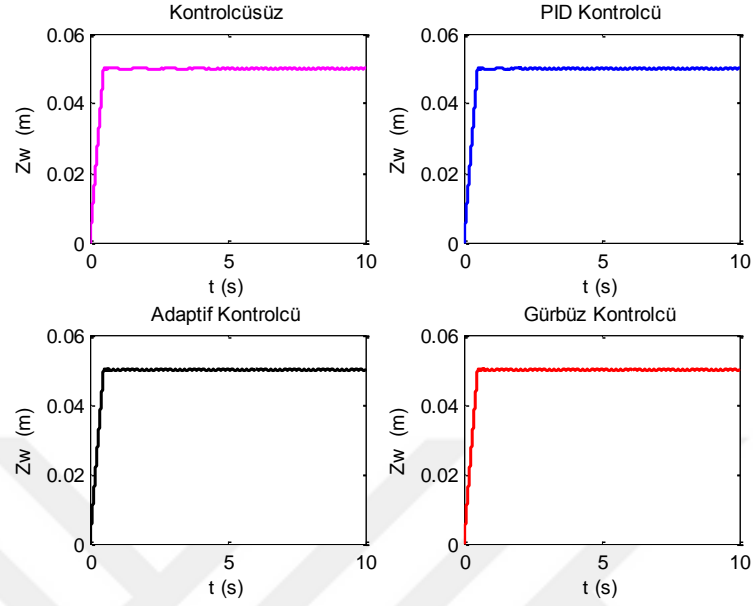 Kontrolcüsüz
0.06
0.04
0.02
0
Zw (m)
0
5
10
t (s)
PID Kontrolcü
0.06
0.04
0.02
0
Zw (m)
0
5
10
t (s)
Adaptif Kontrolcü
0.06
0.04
0.02
0
Zw (m)
0
5
10
t (s)
Gürbüz Kontrolcü
0.06
0.04
0.02
0
Zw (m)
0
5
10
t (s)